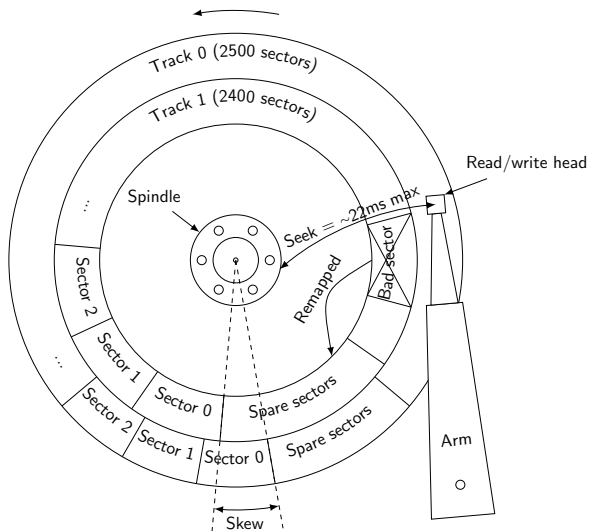 Track 0 (2500 sectors)
Track 1 (2400 sectors)
Read/write head
Seek = ~22ms max
Spindle
...
Bad sector
Sector 2
Remapped
Sector 1
Sector 0
Spare sectors
...
Sector 2
Sector 1
Sector 0
Spare sectors
Arm
Skew